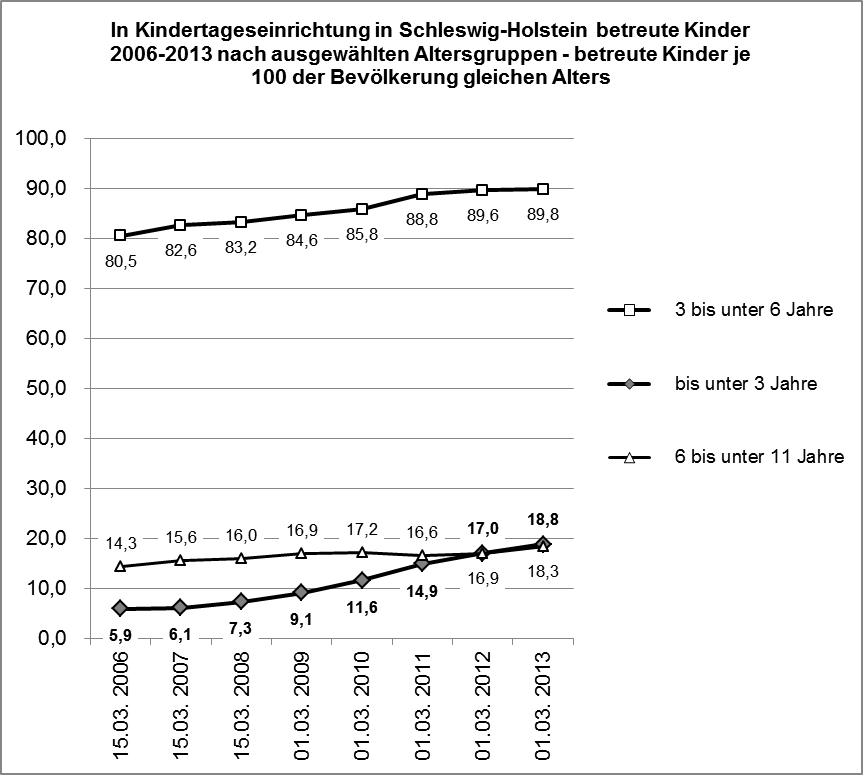 In Kindertageseinrichtung in Schleswig-Holstein betreute Kinder
2006-2013 nach ausgewählten Altersgruppen - betreute Kinder je
100 der Bevölkerung gleichen Alters
100,0
90,0
80,0
70,0
60,0
50,0
40,0
30,0
20,0
10,0
0,0
80,5 82,6 83,2 84,6 85,8 88,8 89,6 89,8
14,3 15,6 16,0 16,9 17,2 16,6 17,0 18,8
5,9 6,1 7,3 9,1 11,6 14,9 16,9 18,3
15.03. 2006
15.03. 2007
15.03. 2008
01.03. 2009
01.03. 2010
01.03. 2011
01.03. 2012
01.03. 2013
3 bis unter 6 Jahre
bis unter 3 Jahre
6 bis unter 11 Jahre